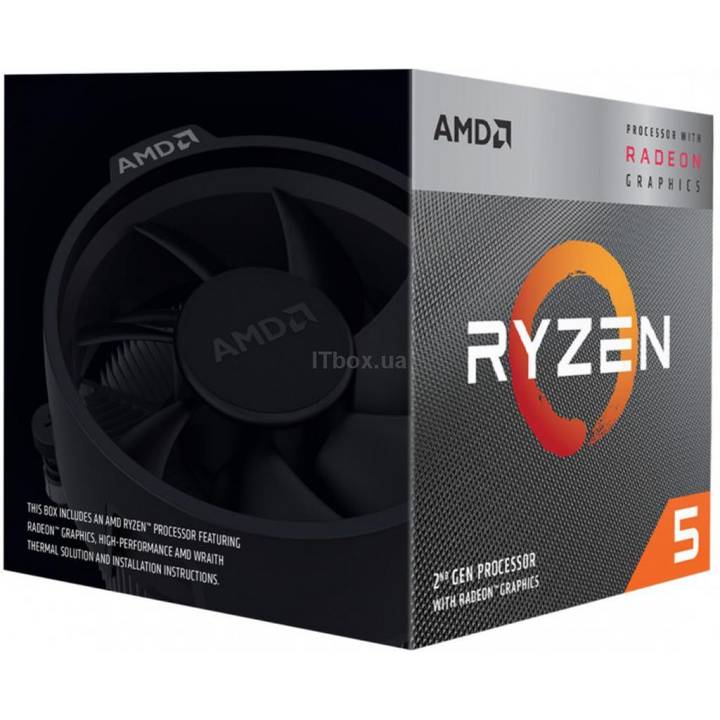 AMD
AMD
ITbox.ua
THIS BOX INCLUDES AN AMD RYZEN™ PROCESSOR FEATURING
RADEON™ GRAPHICS, HIGH-PERFORMANCE AMD WRAITH
THERMAL SOLUTION AND INSTALLATION INSTRUCTIONS.
AMD
PROCESSOR WITH
RADEON
GRAPHICS
RYZEN
5
2ND GEN PROCESSOR
WITH RADEON™ GRAPHICS